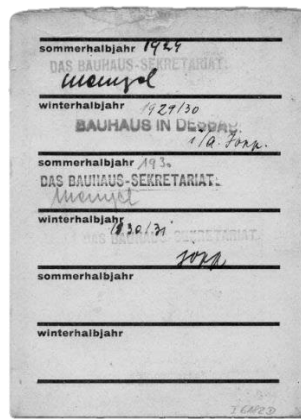 sommerhalbjahr 1929
DAS BAUHAUS-SEKRETARIAT:
winterhalbjahr 1929/30
BAUHAUS IN DESSAU.
i/a:
sommerhalbjahr 1930
DAS BAUHAUS-SEKRETARIAT:
winterhalbjahr
1930/31
DAS BAUHAUS-SEKRETARIAT.
sommerhalbjahr
winterhalbjahr